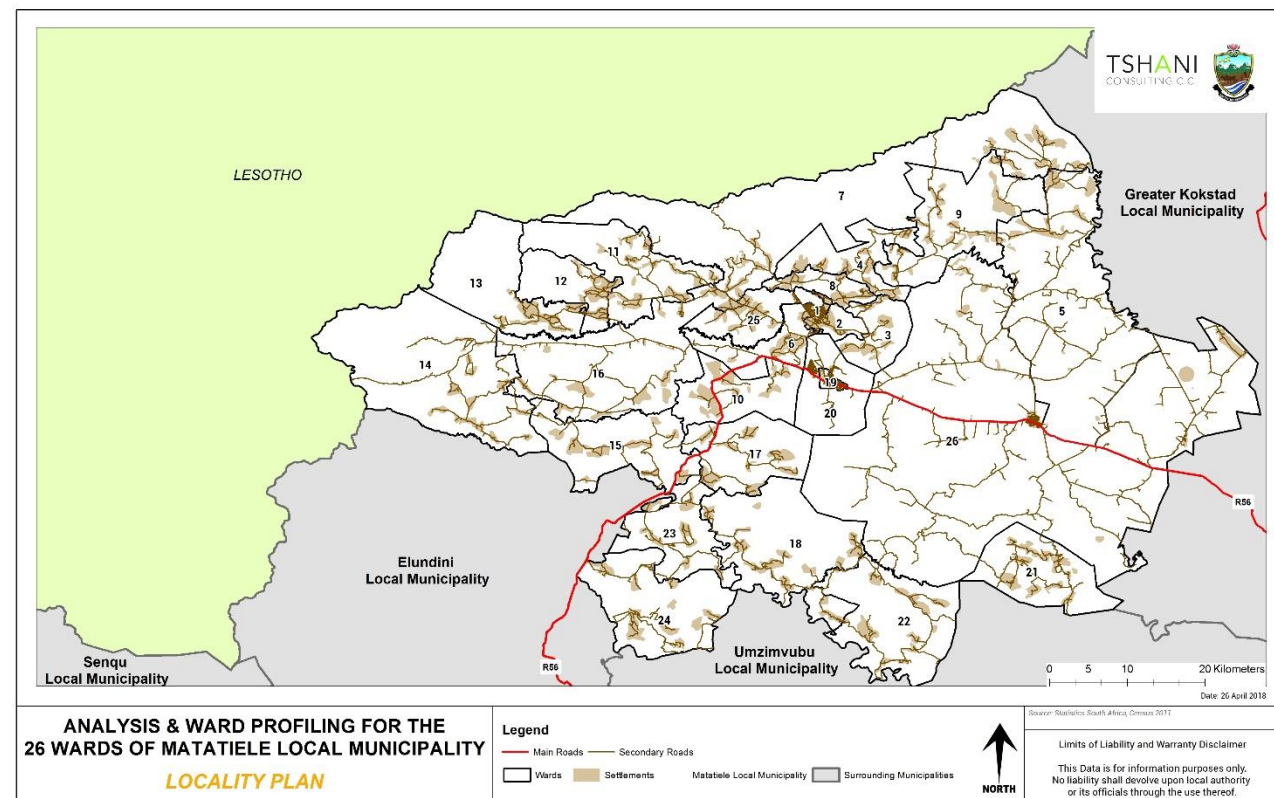 TSHANI
CONSULTING C.C
LESOTHO
Greater Kokstad
Local Municipality
7
9
11
4
13
12
8
5
1
25
2
3
6
14
16
19
10
20
26
15
17
R56
23
18
Elundini
Local Municipality
21
24
22
Umzimvubu
Local Municipality
Senqu
Local Municipality
R56
0 5 10 20 Kilometers
Date: 26 April 2018
ANALYSIS & WARD PROFILING FOR THE
26 WARDS OF MATATIELE LOCAL MUNICIPALITY
LOCALITY PLAN
Legend
Main Roads
Secondary Roads
Wards
Settlements
Matatiele Local Municipality
Surrounding Municipalities
NORTH
Source: Statistics South Africa, Census 2011
Limits of Liability and Warranty Disclaimer
This Data is for information purposes only.
No liability shall devolve upon local authority
or its officials through the use thereof.